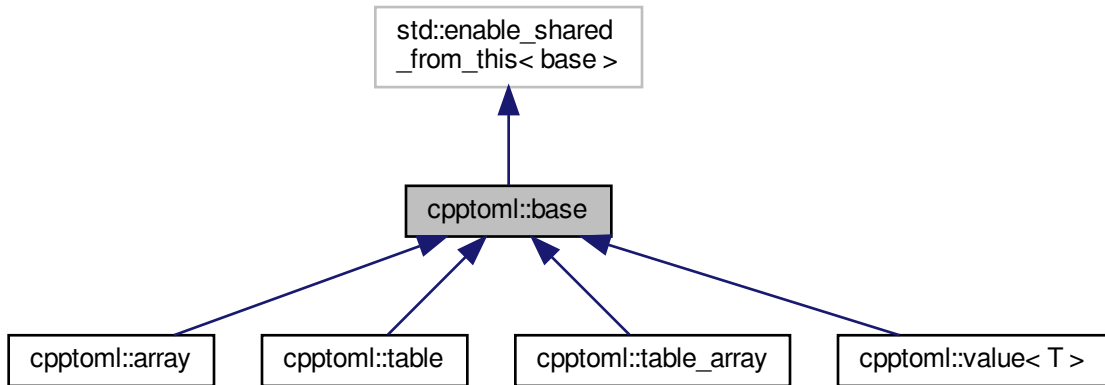 std::enable_shared
_from_this< base >
cpptoml::base
cpptoml::array
cpptoml::table
cpptoml::table_array
cpptoml::value< T >